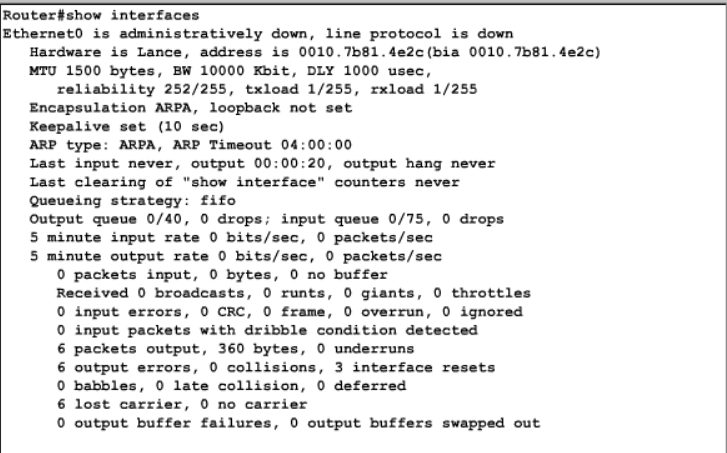 Router#show interfaces
Ethernet0 is administratively down, line protocol is down
Hardware is Lance, address is 0010.7b81.4e2c(bia 0010.7b81.4e2c)
MTU 1500 bytes, BW 10000 Kbit, DLY 1000 usec,
reliability 252/255, txload 1/255, rxload 1/255
Encapsulation ARPA, loopback not set
Keepalive set (10 sec)
ARP type: ARPA, ARP Timeout 04:00:00
Last input never, output 00:00:20, output hang never
Last clearing of "show interface" counters never
Queueing strategy: fifo
Output queue 0/40, 0 drops; input queue 0/75, 0 drops
5 minute input rate 0 bits/sec, 0 packets/sec
5 minute output rate 0 bits/sec, 0 packets/sec
0 packets input, 0 bytes, 0 no buffer
Received 0 broadcasts, 0 runts, 0 giants, 0 throttles
0 input errors, 0 CRC, 0 frame, 0 overrun, 0 ignored
0 input packets with dribble condition detected
6 packets output, 360 bytes, 0 underruns
6 output errors, 0 collisions, 3 interface resets
0 babbles, 0 late collision, 0 deferred
6 lost carrier, 0 no carrier
0 output buffer failures, 0 output buffers swapped out